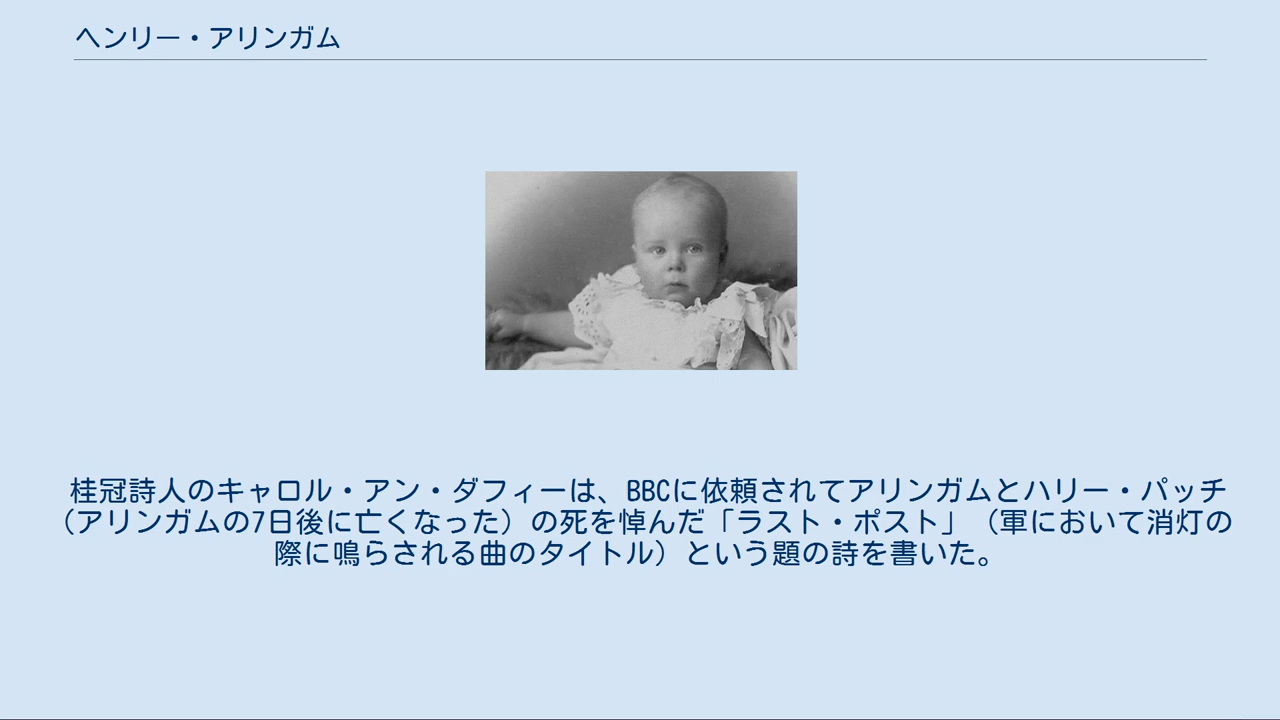 ヘンリー・アリンガム
桂冠詩人のキャロル・アン・ダフィーは、BBCに依頼されてアリンガムとハリー・パッチ
（アリンガムの7日後に亡くなった）の死を悼んだ「ラスト・ポスト」（軍において消灯の
際に鳴らされる曲のタイトル）という題の詩を書いた。